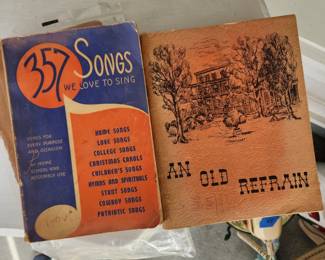 357 SONGS
WE LOVE TO SING
SONGS FOR
EVERY PURPOSE
AND OCCASION
HOME SONGS
LOVE SONGS
COLLEGE SONGS
CHRISTMAS CAROLS
CHILDREN'S SONGS
HYMNS AND SPIRITUALS
STUNT SONGS
COWBOY SONGS
PATRIOTIC SONGS
AN OLD REFRAIN